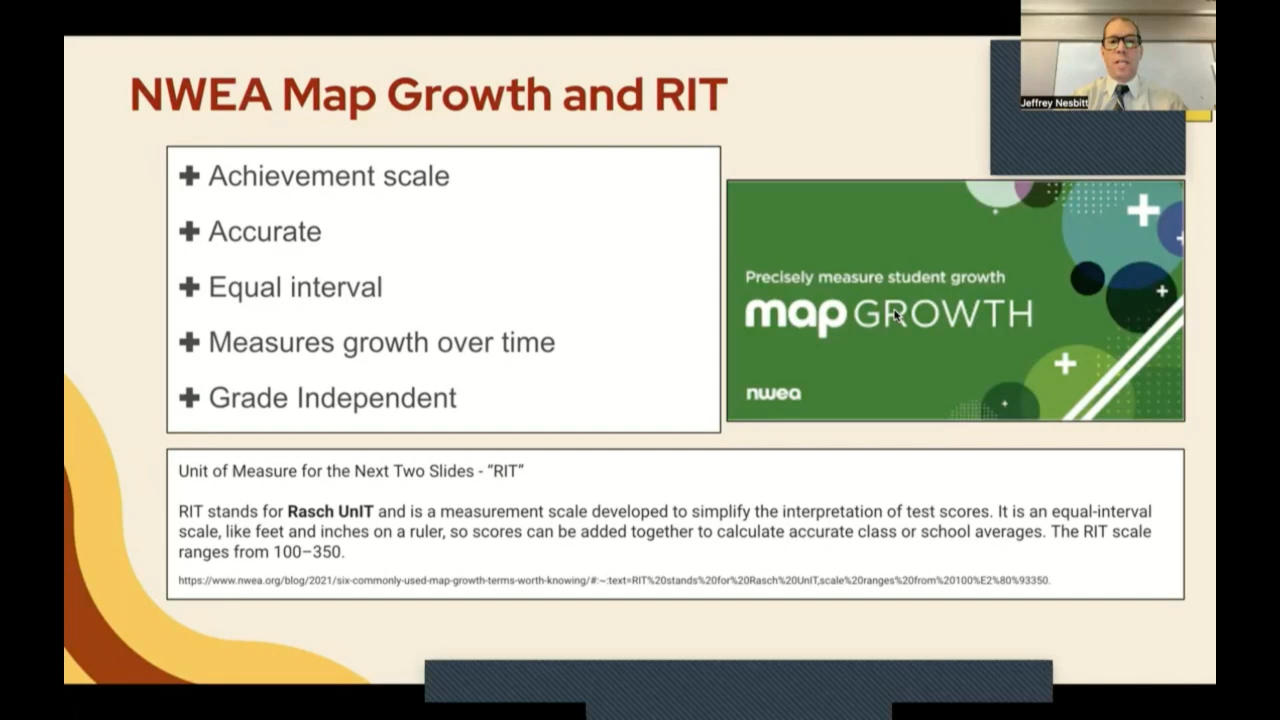 NWEA Map Growth and RIT
Jeffrey Nesbitt
Achievement scale
Accurate
Equal interval
Measures growth over time
Grade Independent
Precisely measure student growth
map GROWTH
nwea
Unit of Measure for the Next Two Slides - “RIT”
RIT stands for Rasch UnIT and is a measurement scale developed to simplify the interpretation of test scores. It is an equal-interval
scale, like feet and inches on a ruler, so scores can be added together to calculate accurate class or school averages. The RIT scale
ranges from 100–350.
https://www.nwea.org/blog/2021/six-commonly-used-map-growth-terms-worth-knowing/#:~:text=RIT%20stands%20for%20Rasch%20UnIT,scale%20ranges%20from%20100%E2%80%93350.